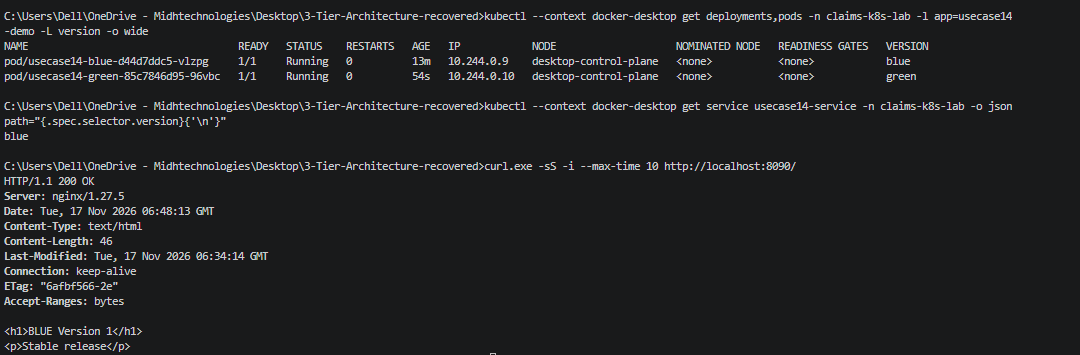 C:\Users\Dell\OneDrive - Midhtechnologies\Desktop\3-Tier-Architecture-recovered>kubectl --context docker-desktop get deployments,pods -n claims-k8s-lab -l app=usecase14
-demo -L version -o wide
NAME READY STATUS RESTARTS AGE IP NODE NOMINATED NODE READINESS GATES VERSION
pod/usecase14-blue-d44d7ddc5-vlzpg 1/1 Running 0 13m 10.244.0.9 desktop-control-plane <none> <none> blue
pod/usecase14-green-85c7846d95-96vbc 1/1 Running 0 54s 10.244.0.10 desktop-control-plane <none> <none> green
C:\Users\Dell\OneDrive - Midhtechnologies\Desktop\3-Tier-Architecture-recovered>kubectl --context docker-desktop get service usecase14-service -n claims-k8s-lab -o json
path="{.spec.selector.version}{'\n'}"
blue
C:\Users\Dell\OneDrive - Midhtechnologies\Desktop\3-Tier-Architecture-recovered>curl.exe -sS -i --max-time 10 http://localhost:8090/
HTTP/1.1 200 OK
Server: nginx/1.27.5
Date: Tue, 17 Nov 2026 06:48:13 GMT
Content-Type: text/html
Content-Length: 46
Last-Modified: Tue, 17 Nov 2026 06:34:14 GMT
Connection: keep-alive
ETag: "6afbf566-2e"
Accept-Ranges: bytes
<h1>BLUE Version 1</h1>
<p>Stable release</p>